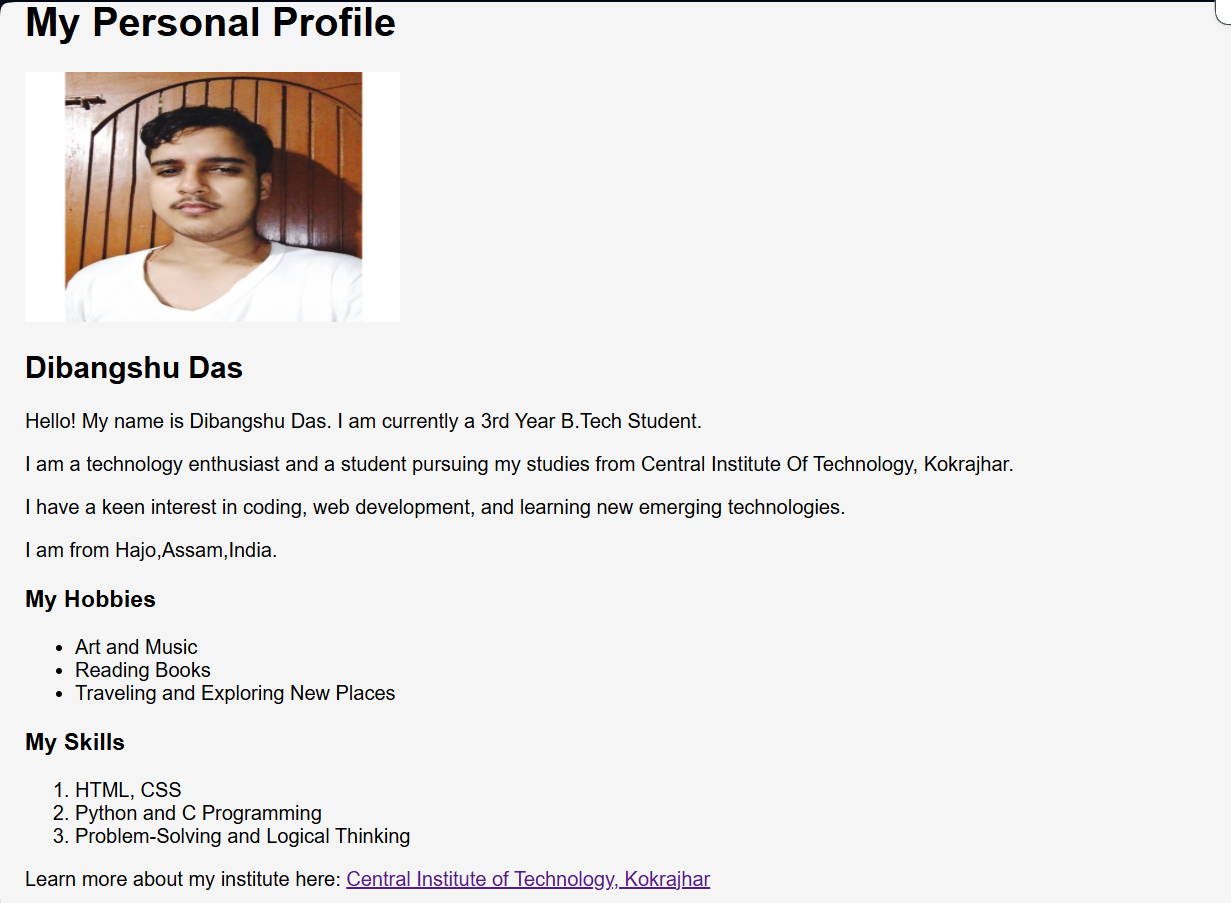 My Personal Profile
Dibangshu Das
Hello! My name is Dibangshu Das. I am currently a 3rd Year B.Tech Student.
I am a technology enthusiast and a student pursuing my studies from Central Institute Of Technology, Kokrajhar.
I have a keen interest in coding, web development, and learning new emerging technologies.
I am from Hajo,Assam,India.
My Hobbies
• Art and Music
• Reading Books
• Traveling and Exploring New Places
My Skills
1. HTML, CSS
2. Python and C Programming
3. Problem-Solving and Logical Thinking
Learn more about my institute here: Central Institute of Technology, Kokrajhar